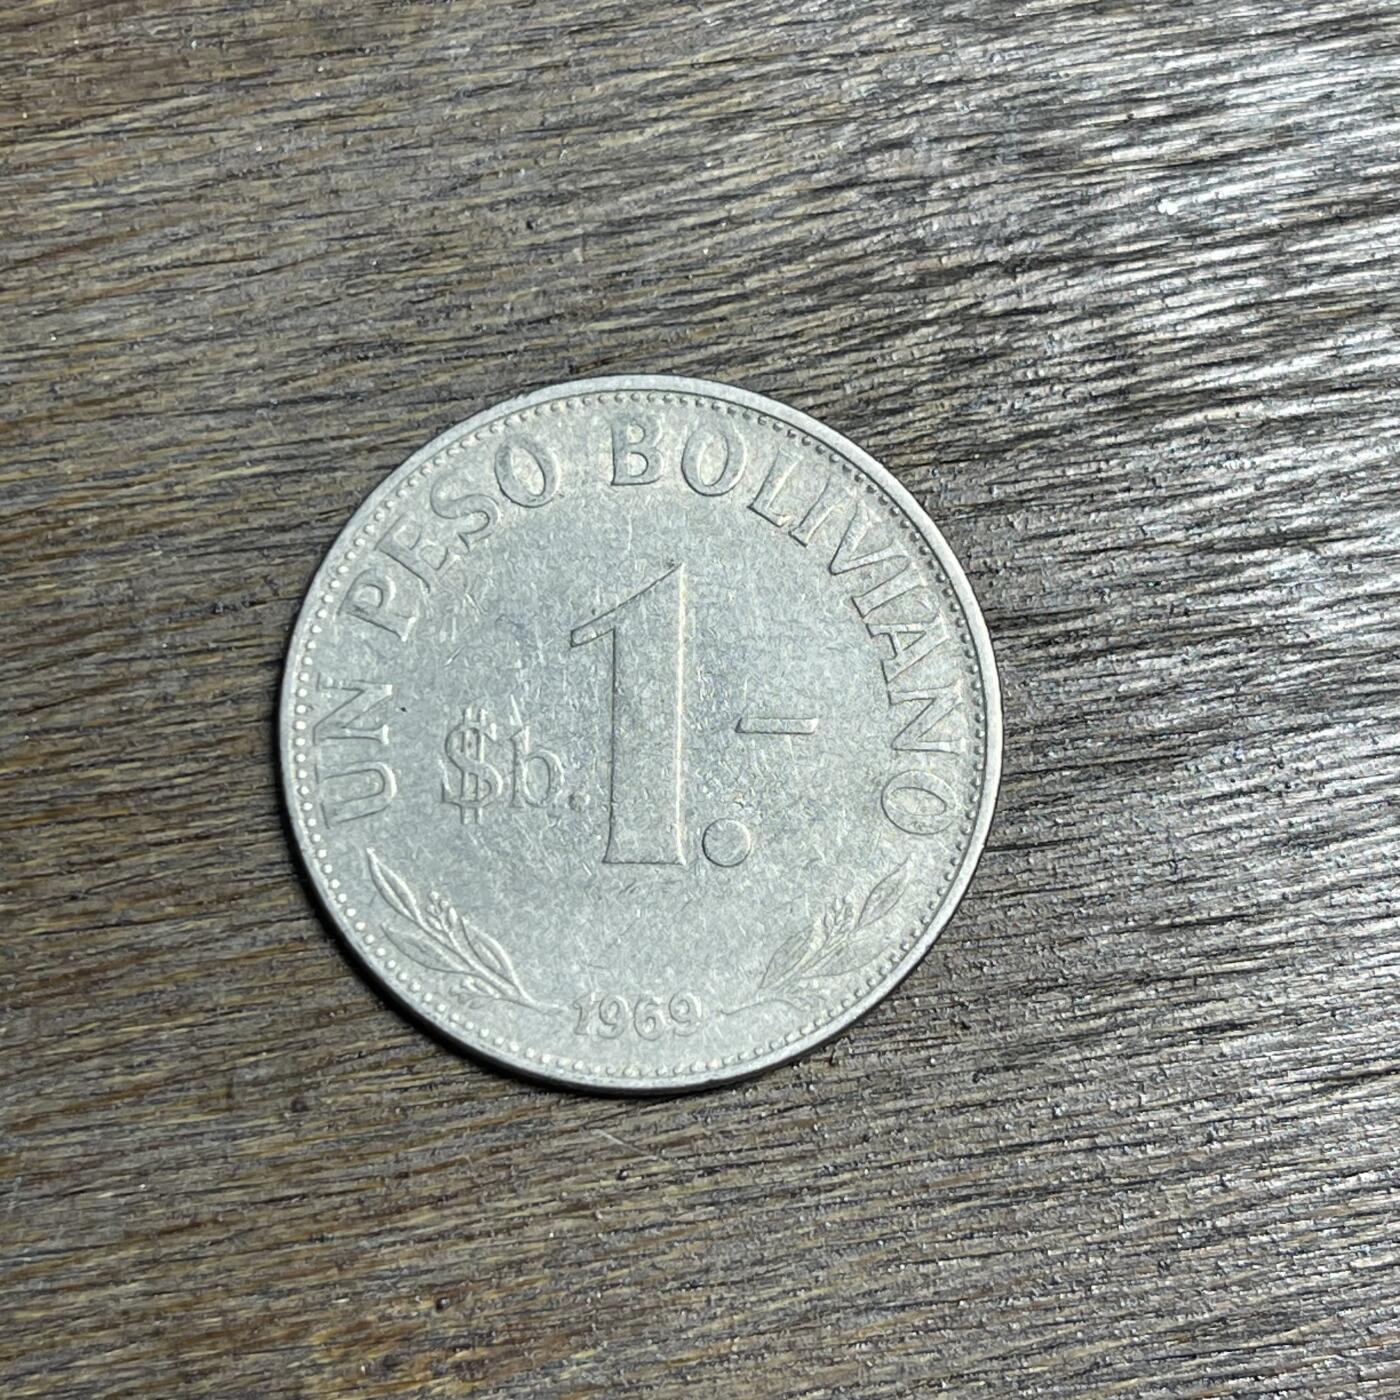 UN PESO BOLIVIANO
$b. 1.-
1969